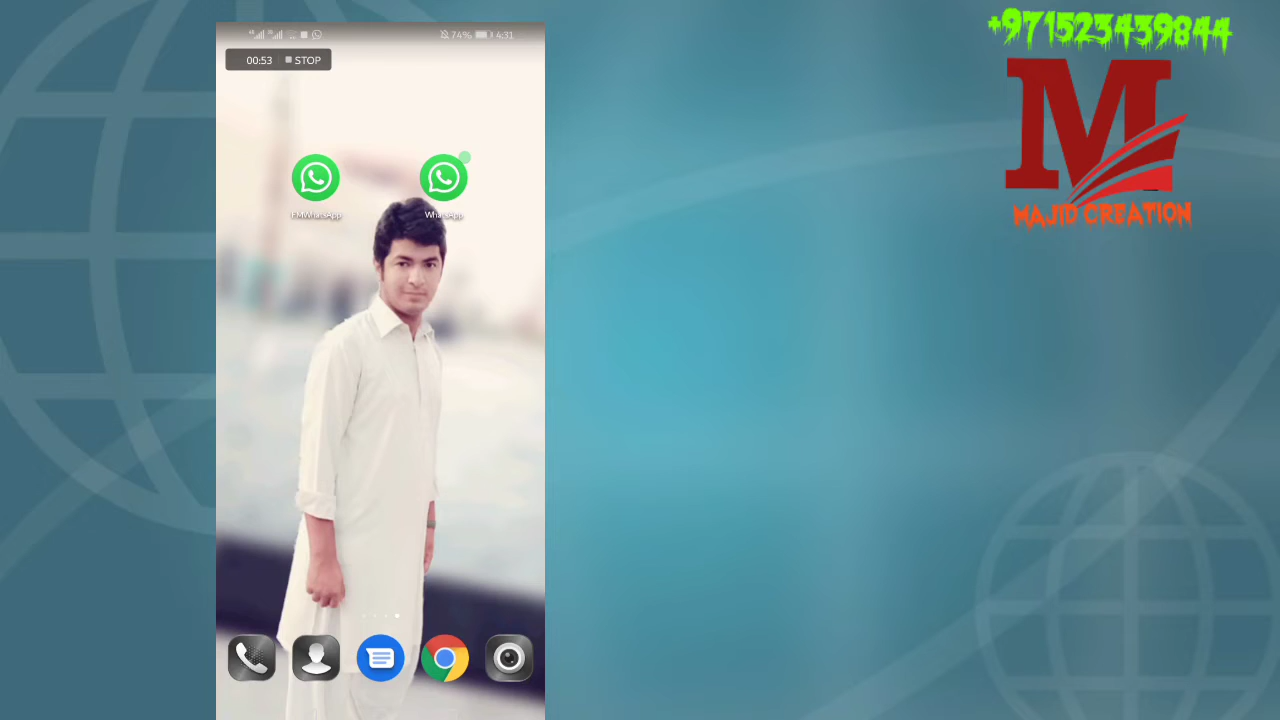 +971523439844
74% 4:31
00:53 STOP
M
MAJID CREATION
FMWhatsApp
WhatsApp